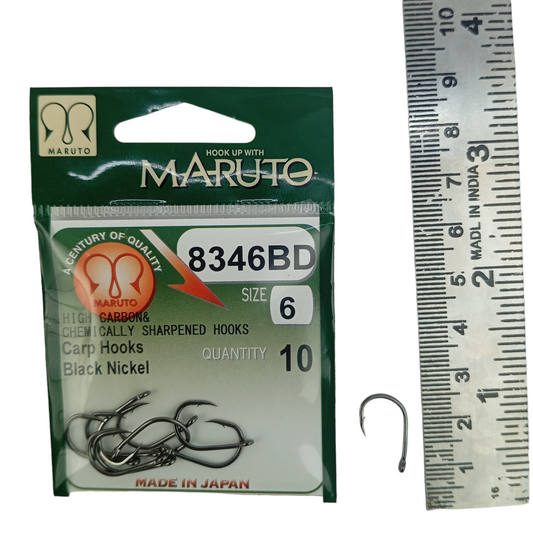 MARUTO
HOOK UP WITH
MARUTO
A CENTURY OF QUALITY
MARUTO
8346BD
SIZE 6
HIGH CARBON&
CHEMICALLY SHARPENED HOOKS
Carp Hooks
Black Nickel
QUANTITY 10
MADE IN JAPAN
10 9 8 7 6 5 4 3 2 1
4 3 2 1
MADE IN INDIA
16